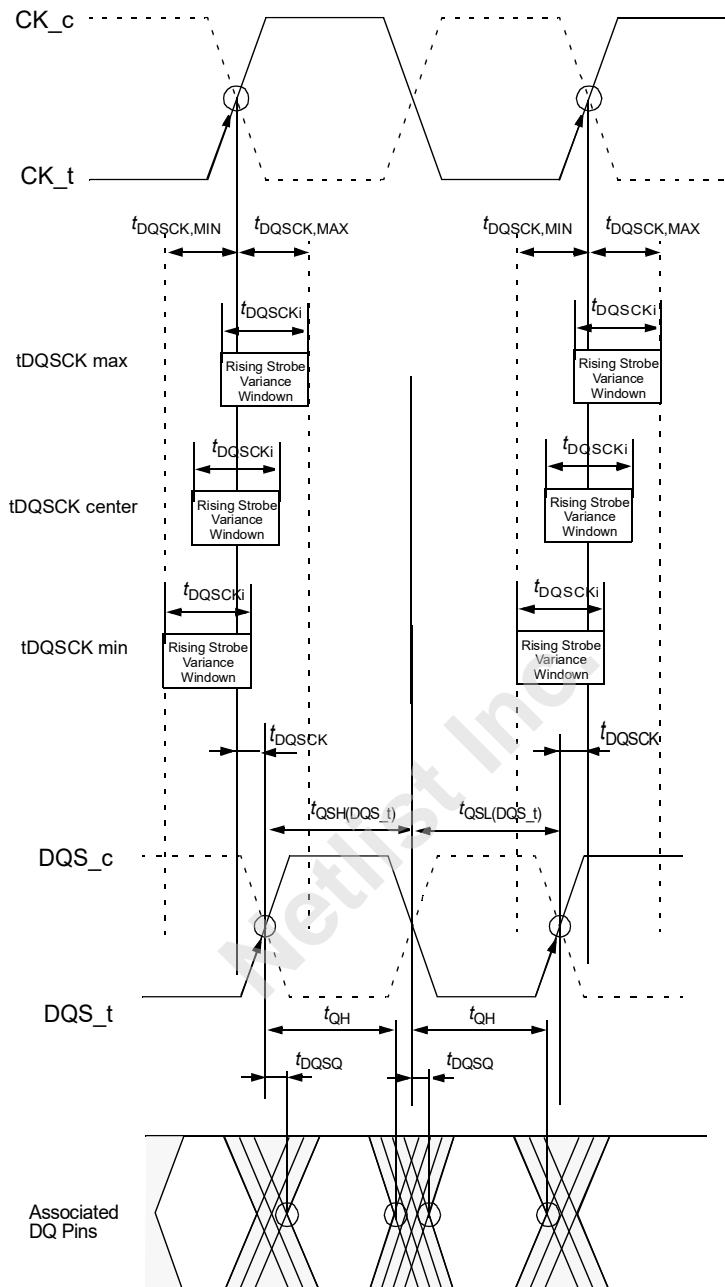 CK_c
CK_t
tDQSCK,MIN tDQSCK,MAX tDQSCK,MIN tDQSCK,MAX
tDQSCKi tDQSCKi
tDQSCK max
Rising Strobe
Variance
Windown
Rising Strobe
Variance
Windown
tDQSCKi tDQSCKi
tDQSCK center
Rising Strobe
Variance
Windown
Rising Strobe
Variance
Windown
tDQSCKi tDQSCKi
tDQSCK min
Rising Strobe
Variance
Windown
Rising Strobe
Variance
Windown
tDQSCK tDQSCK
tQSH(DQS_t) tQSL(DQS_t)
DQS_c
DQS_t
tQH tQH
tDQSQ tDQSQ
Associated
DQ Pins
Netlist Inc.